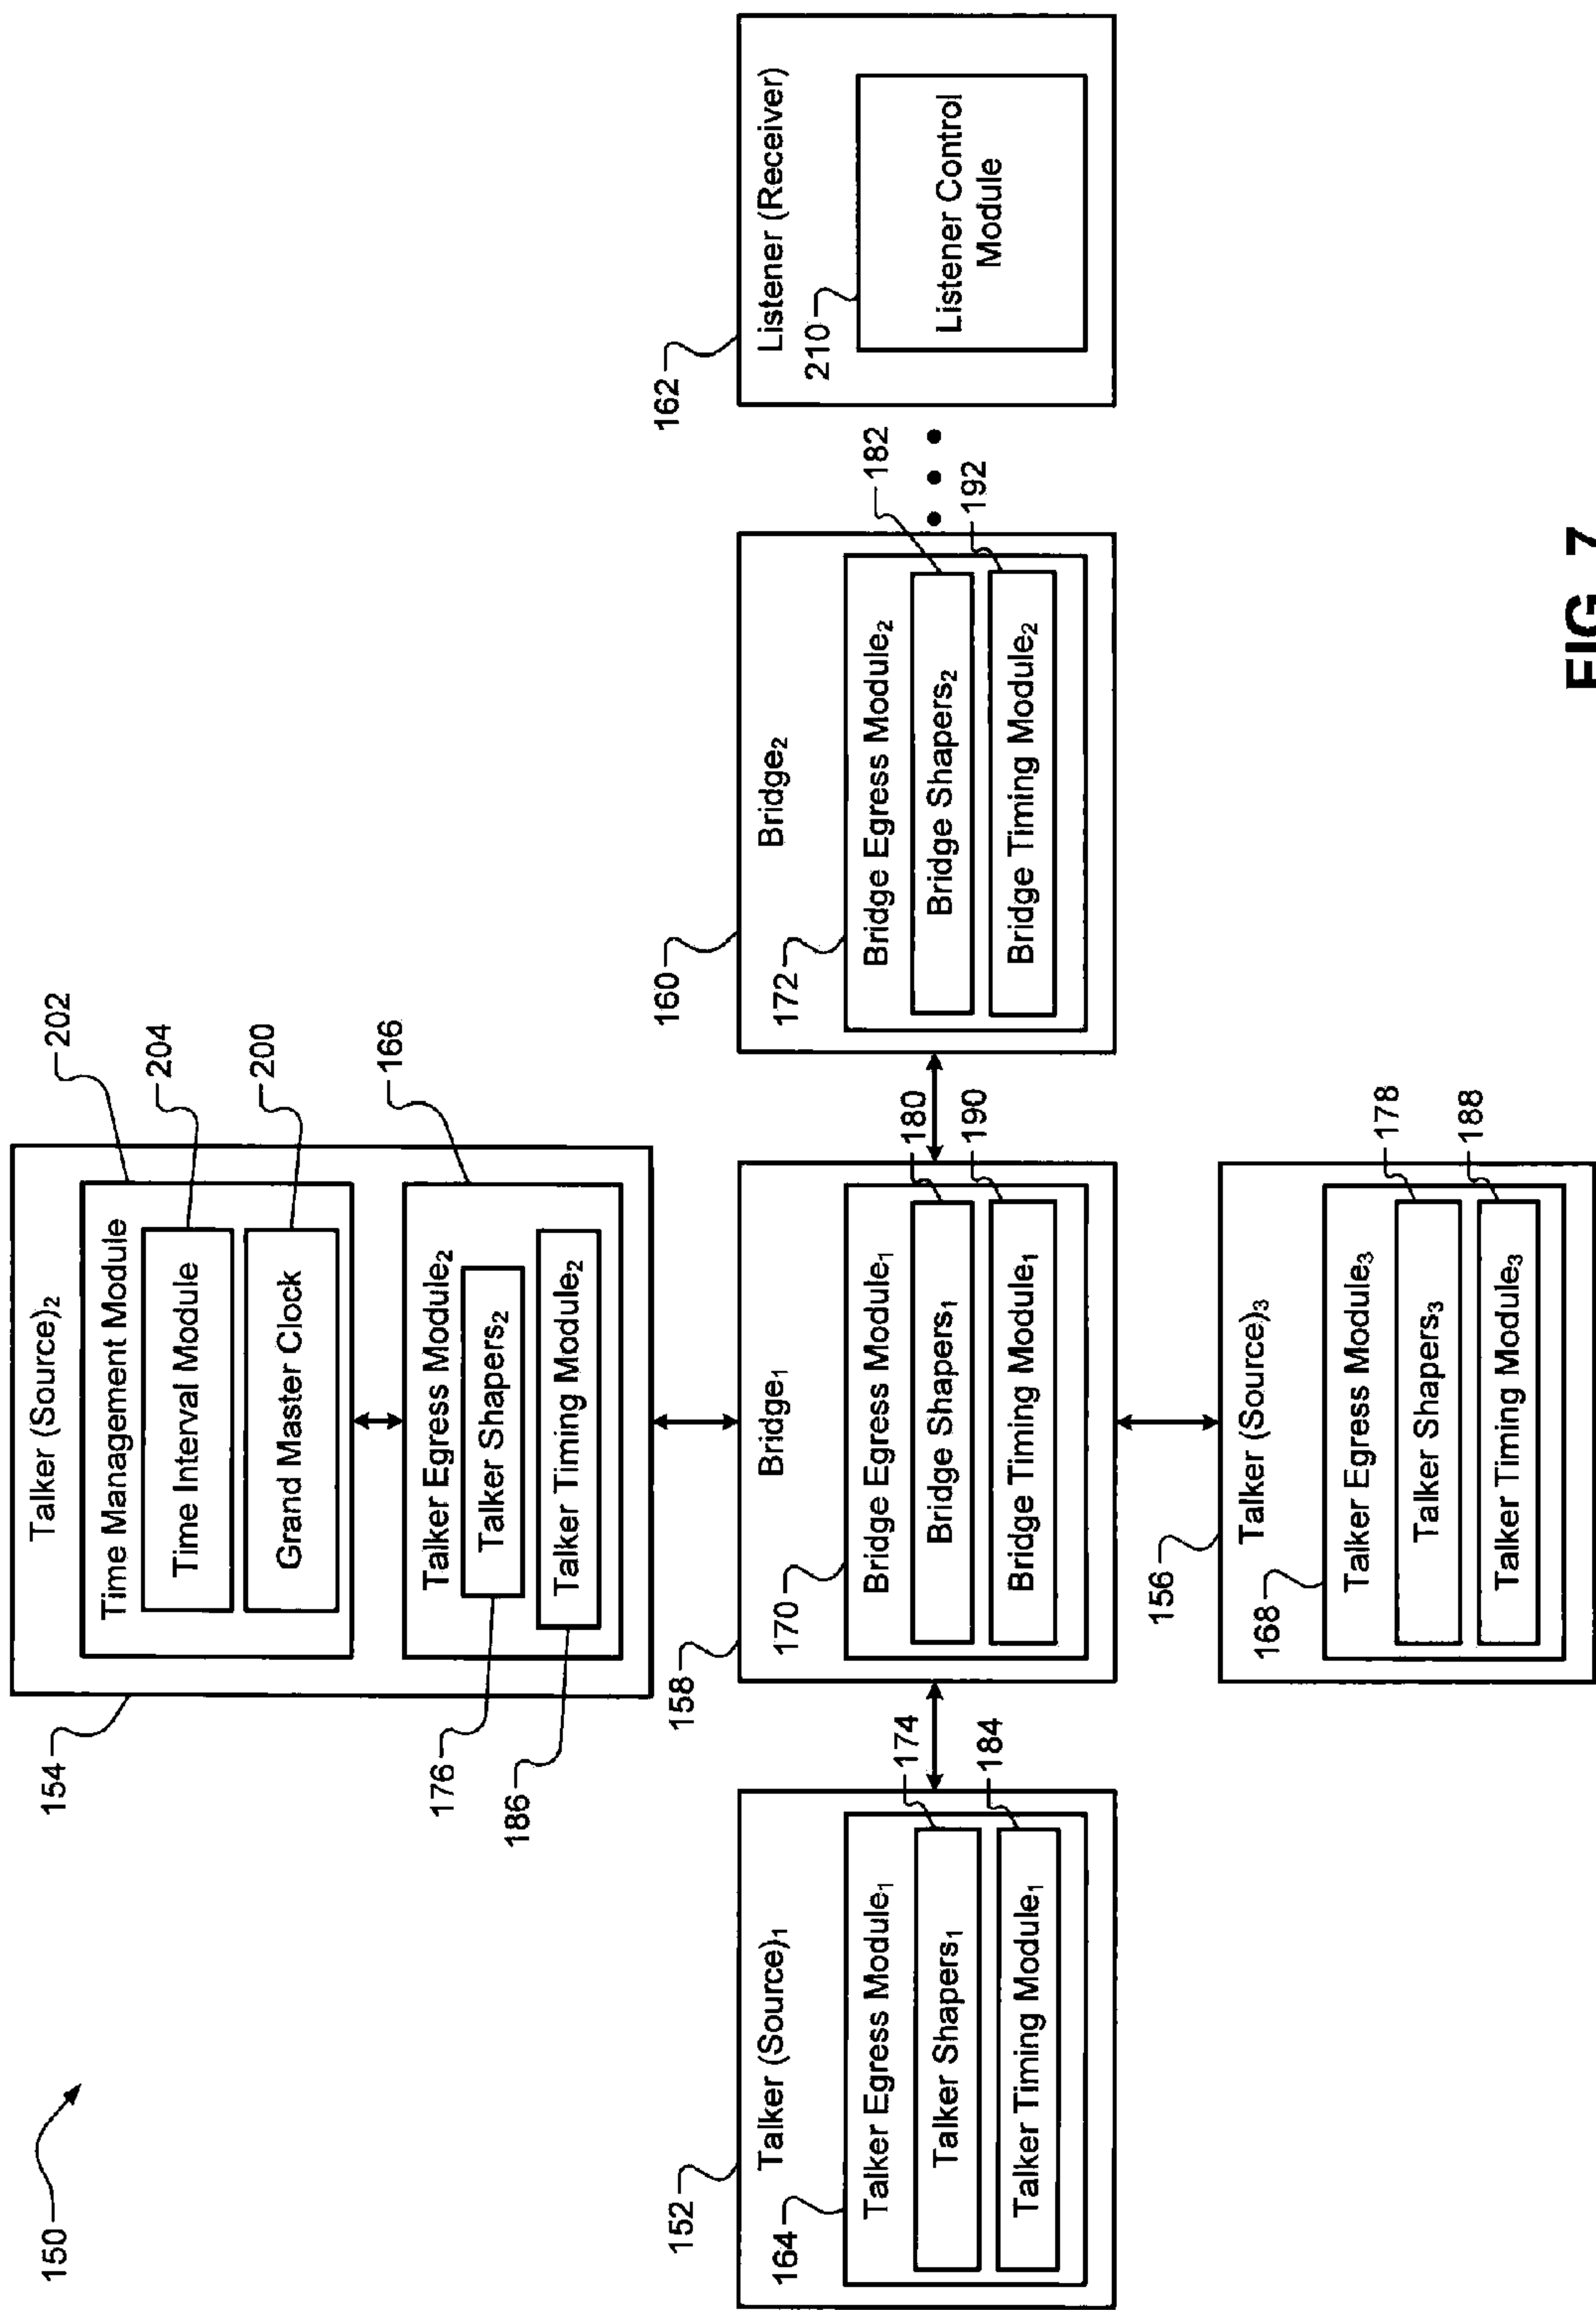 150
154
Talker (Source)₂
202
Time Management Module
Time Interval Module
204
Grand Master Clock
200
166
Talker Egress Module₂
176
Talker Shapers₂
186
Talker Timing Module₂
152
Talker (Source)₁
164
Talker Egress Module₁
174
Talker Shapers₁
184
Talker Timing Module₁
158
Bridge₁
170
Bridge Egress Module₁
180
Bridge Shapers₁
190
Bridge Timing Module₁
160
Bridge₂
172
Bridge Egress Module₂
182
Bridge Shapers₂
192
Bridge Timing Module₂
162
Listener (Receiver)
210
Listener Control
Module
156
Talker (Source)₃
168
Talker Egress Module₃
178
Talker Shapers₃
188
Talker Timing Module₃
FIG. 7